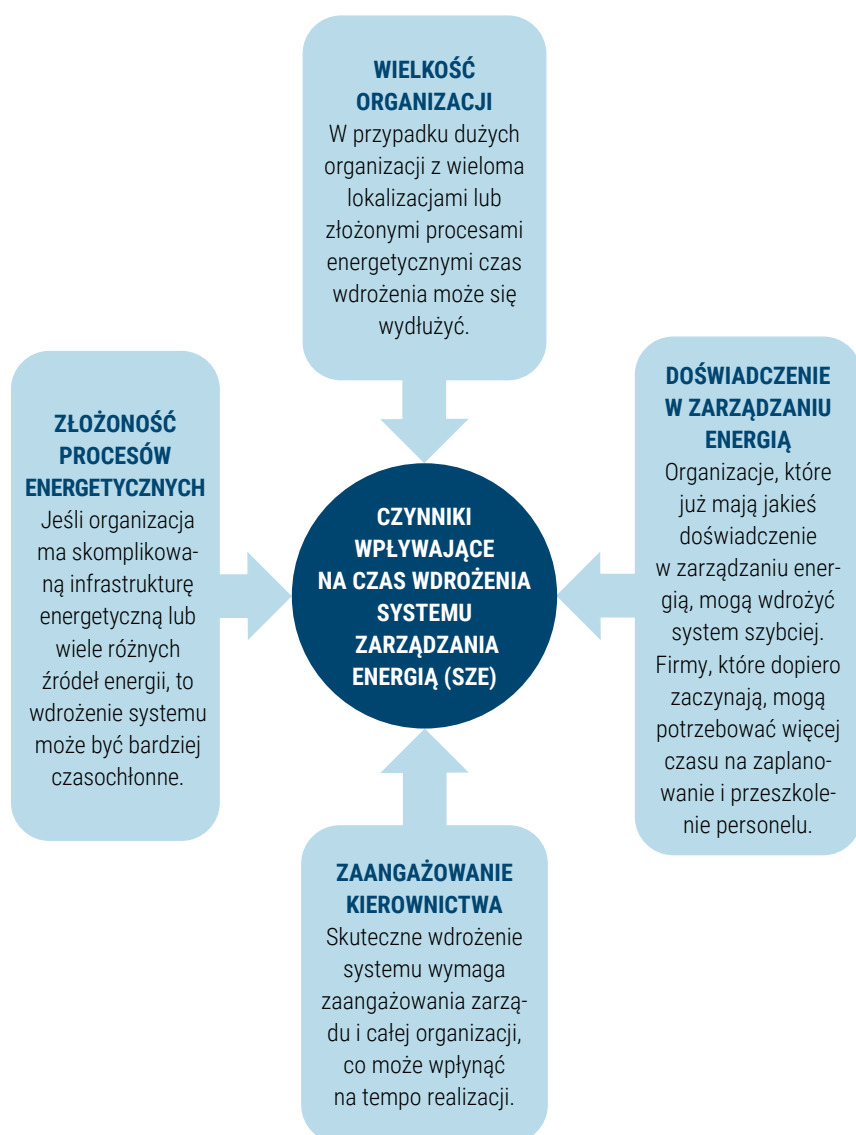 WIELKOŚĆ
ORGANIZACJI
W przypadku dużych
organizacji z wieloma
lokalizacjami lub
złożonymi procesami
energetycznymi czas
wdrożenia może się
wydłużyć.
ZŁOŻONOŚĆ
PROCESÓW
ENERGETYCZNYCH
Jeśli organizacja
ma skomplikowa-
ną infrastrukturę
energetyczną lub
wiele różnych
źródeł energii, to
wdrożenie systemu
może być bardziej
czasochłonne.
CZYNNIKI
WPŁYWAJĄCE
NA CZAS WDROŻENIA
SYSTEMU
ZARZĄDZANIA
ENERGIĄ (SZE)
DOŚWIADCZENIE
W ZARZĄDZANIU
ENERGIĄ
Organizacje, które
już mają jakieś
doświadczenie
w zarządzaniu ener-
gią, mogą wdrożyć
system szybciej.
Firmy, które dopiero
zaczynają, mogą
potrzebować więcej
czasu na zaplano-
wanie i przeszkole-
nie personelu.
ZAANGAŻOWANIE
KIEROWNICTWA
Skuteczne wdrożenie
systemu wymaga
zaangażowania zarzą-
du i całej organizacji,
co może wpłynąć
na tempo realizacji.